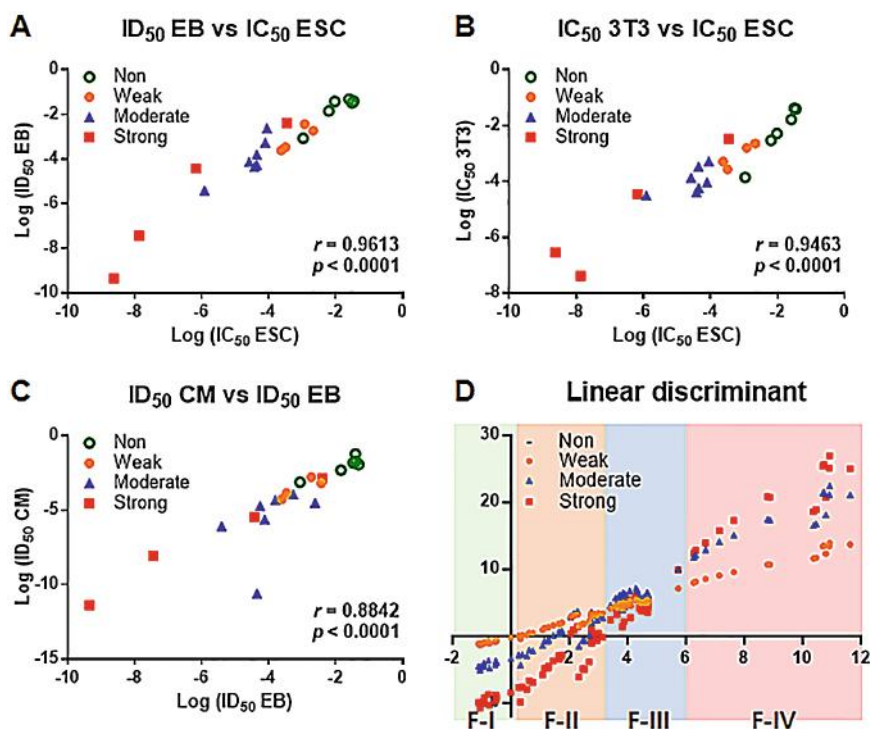 A
ID50 EB vs IC50 ESC
Non
Weak
Moderate
Strong
0
-2
-4
-6
-8
-10
Log (ID50 EB)
r = 0.9613
p < 0.0001
-10 -8 -6 -4 -2 0
Log (IC50 ESC)
B
IC50 3T3 vs IC50 ESC
Non
Weak
Moderate
Strong
0
-2
-4
-6
-8
Log (IC50 3T3)
r = 0.9463
p < 0.0001
-10 -8 -6 -4 -2 0
Log (IC50 ESC)
C
ID50 CM vs ID50 EB
Non
Weak
Moderate
Strong
0
-5
-10
-15
Log (ID50 CM)
r = 0.8842
p < 0.0001
-10 -8 -6 -4 -2 0
Log (ID50 EB)
D
Linear discriminant
30
20
10
Non
Weak
Moderate
Strong
-2 2 4 6 8 10 12
F-I F-II F-III F-IV